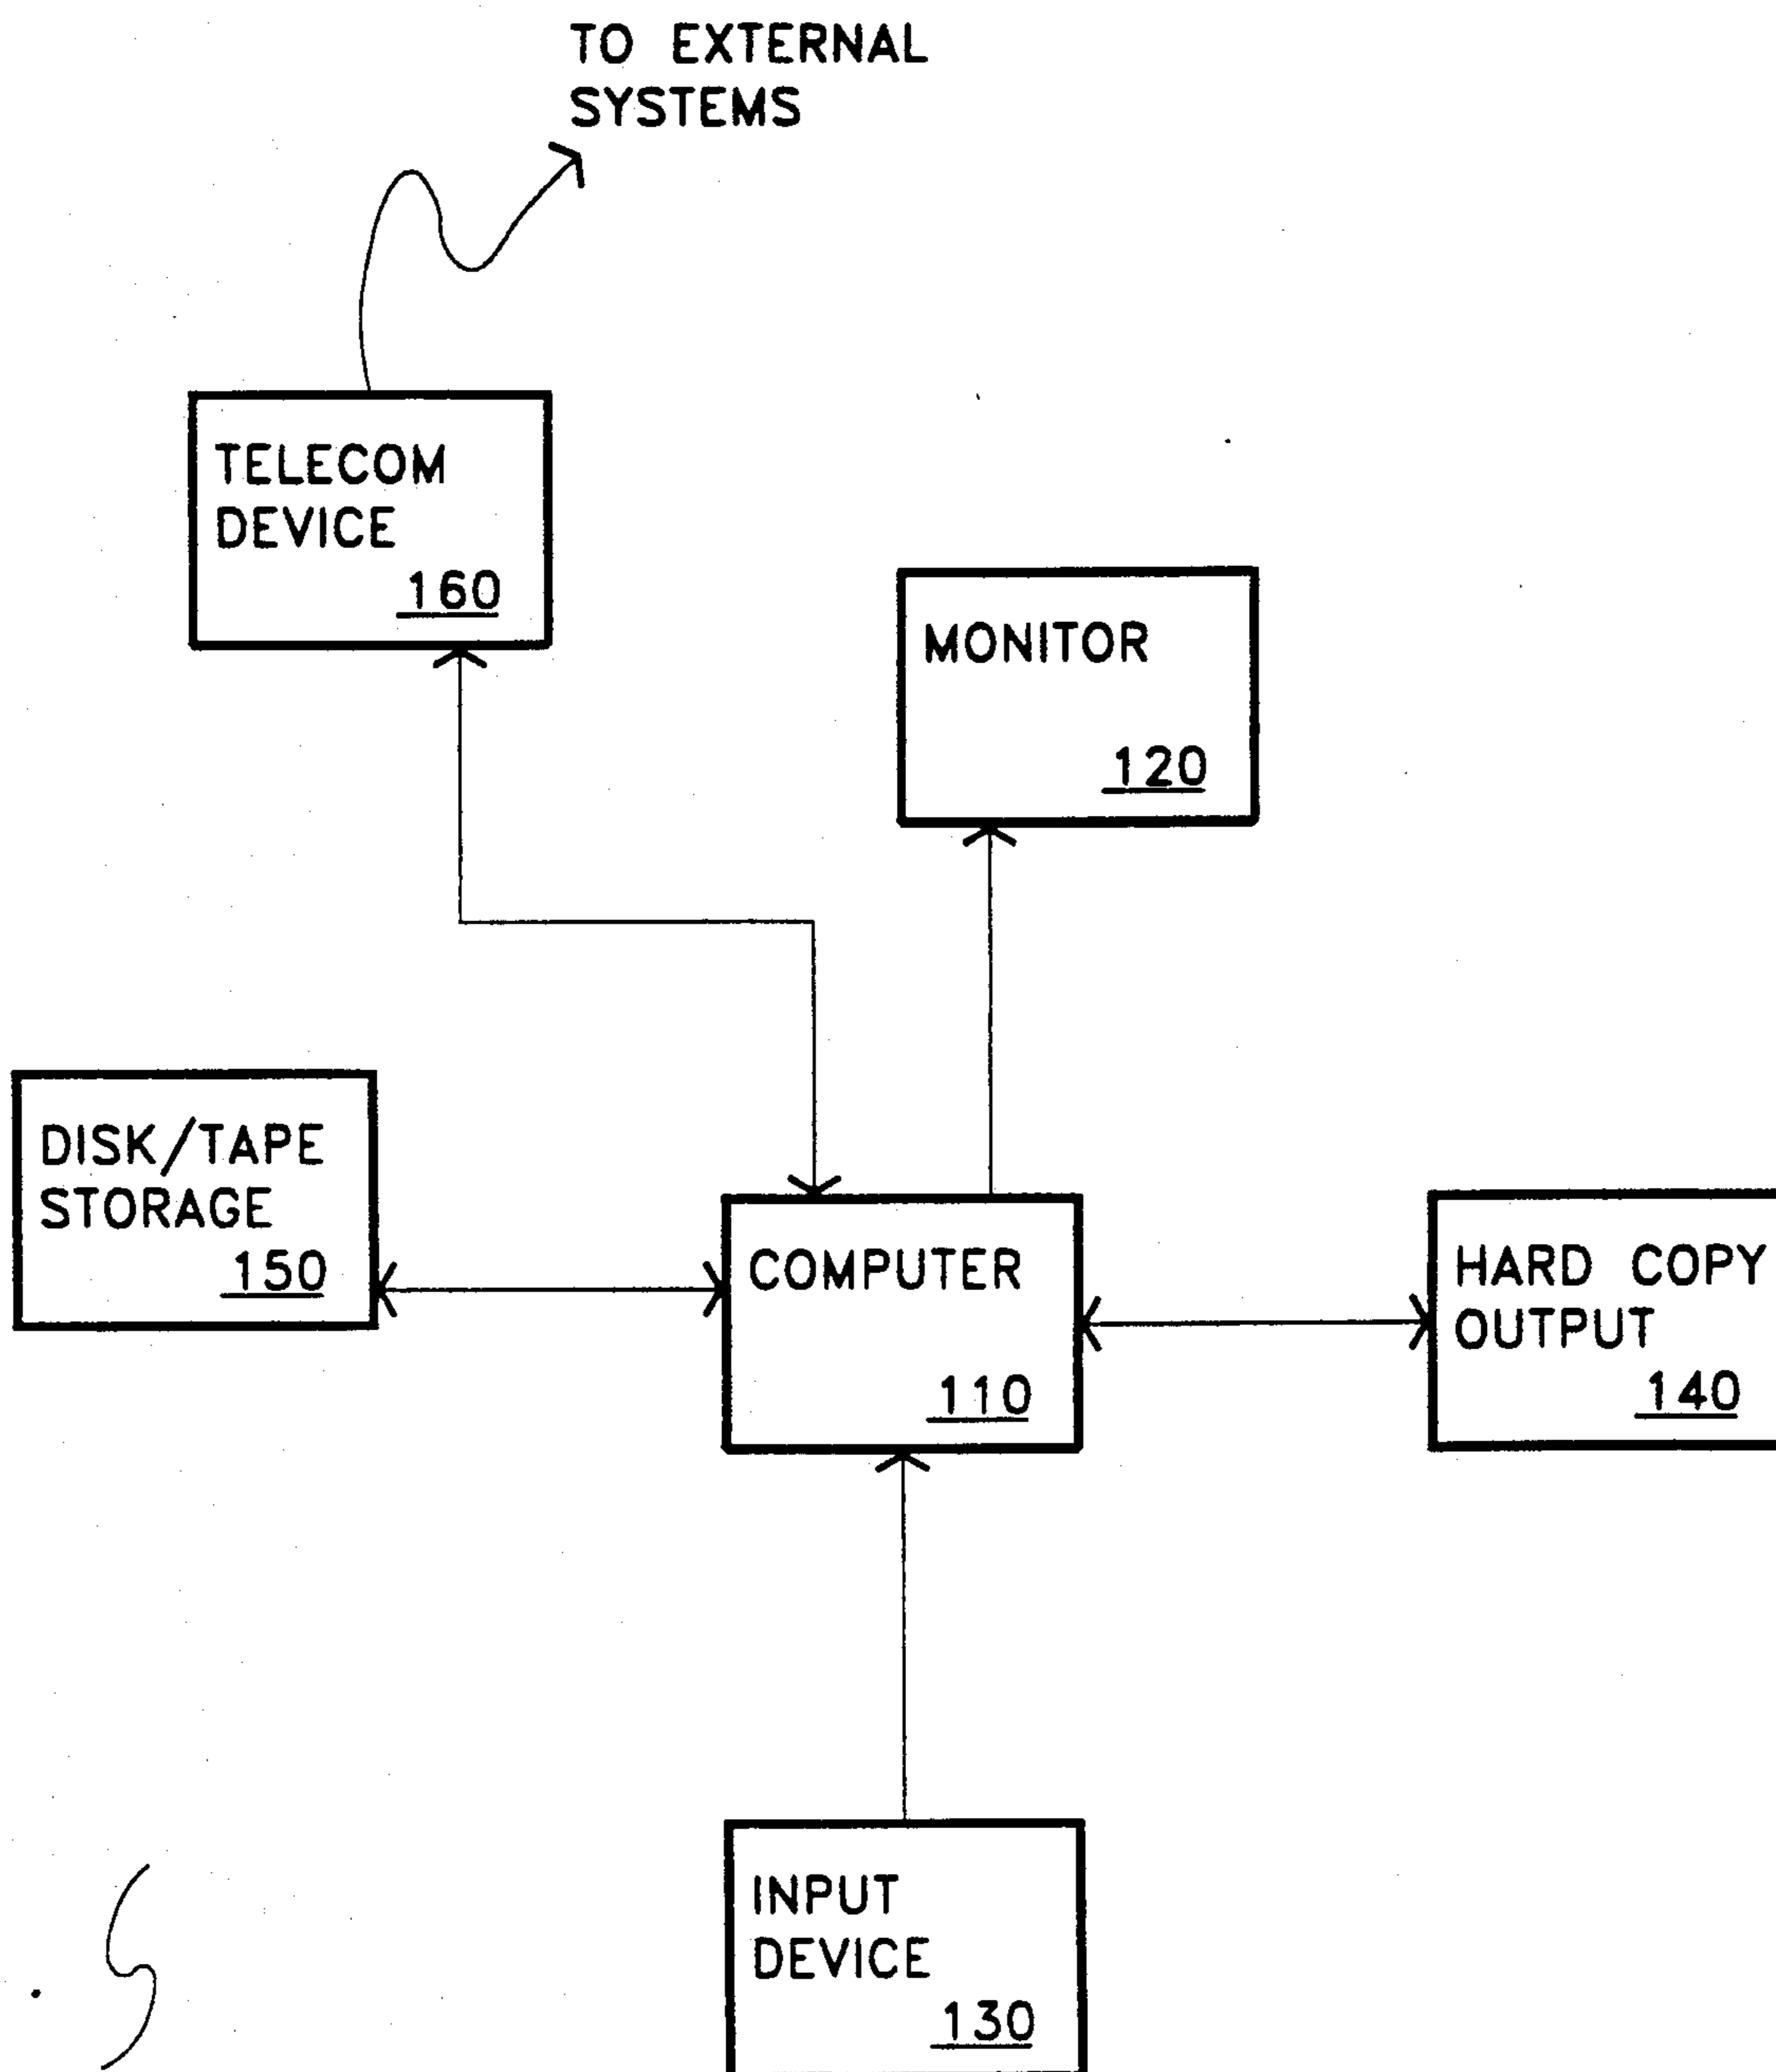 TO EXTERNAL
SYSTEMS
TELECOM
DEVICE
160
MONITOR
120
DISK/TAPE
STORAGE
150
COMPUTER
110
HARD COPY
OUTPUT
140
INPUT
DEVICE
130